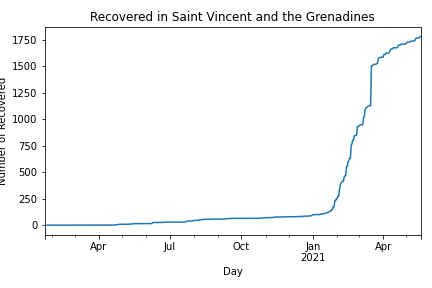 Recovered in Saint Vincent and the Grenadines
Number of Recovered
1750
1500
1250
1000
750
500
250
0
Apr
Jul
Oct
Jan
2021
Apr
Day